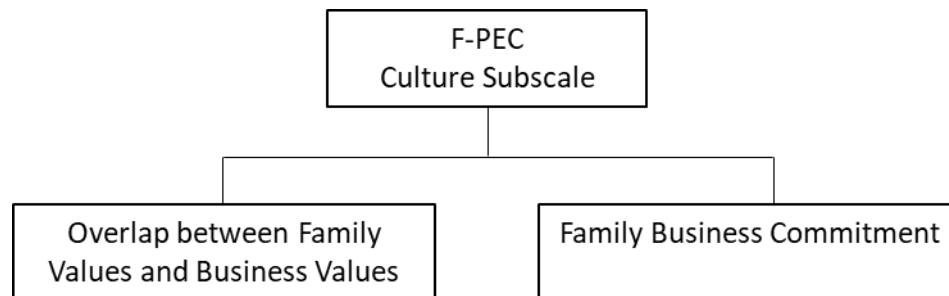 F-PEC
Culture Subscale
Overlap between Family
Values and Business Values
Family Business Commitment